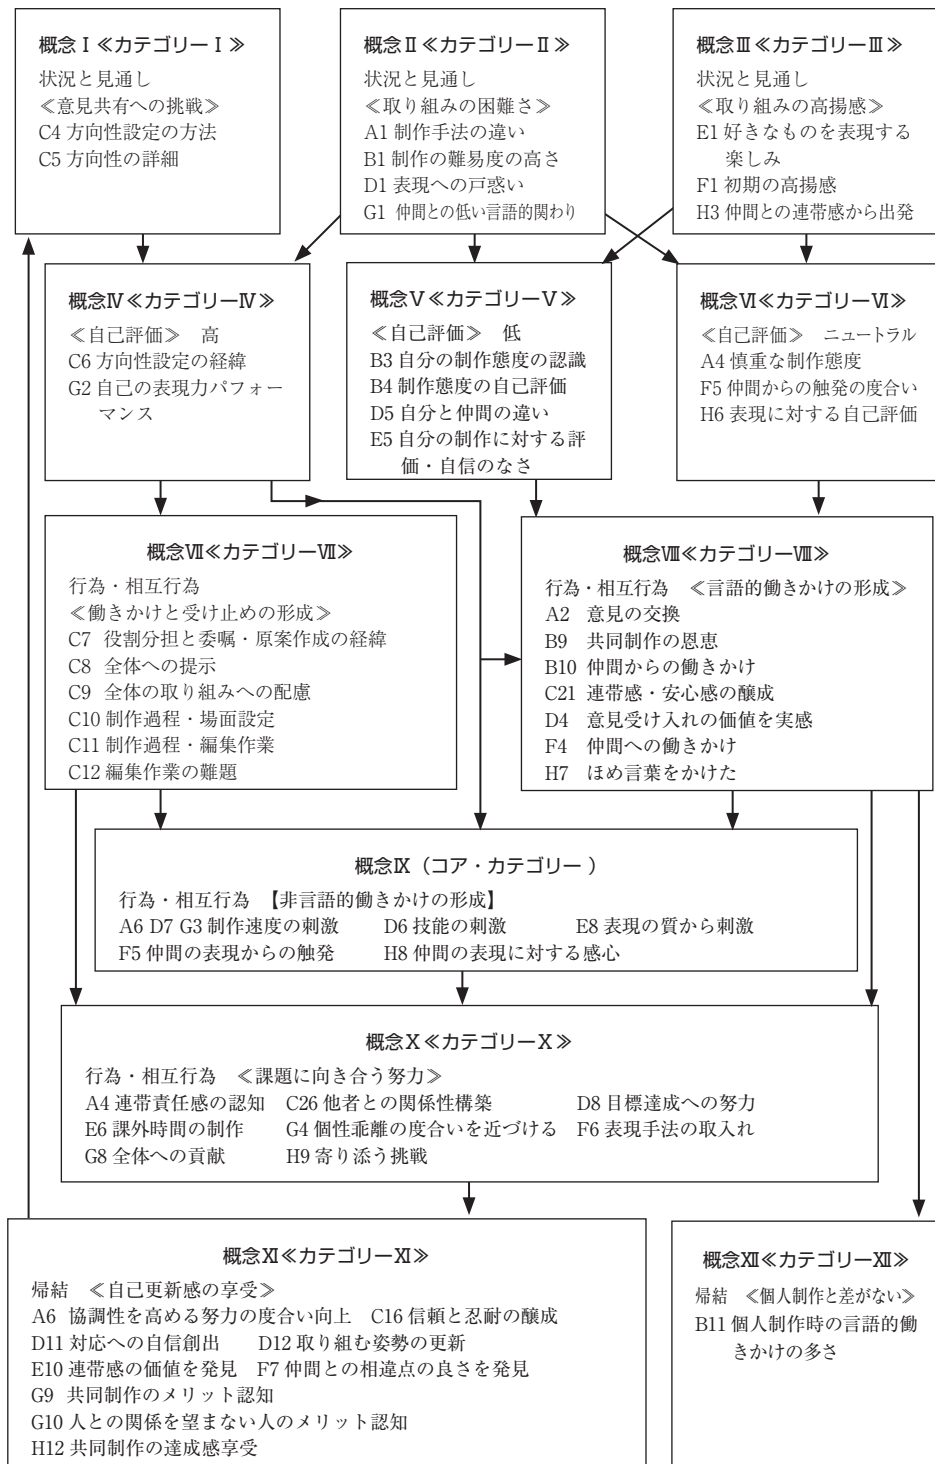 概念Ⅰ≪カテゴリーⅠ≫
状況と見通し
≪意見共有への挑戦≫
C4 方向性設定の方法
C5 方向性の詳細
概念Ⅱ≪カテゴリーⅡ≫
状況と見通し
≪取り組みの困難さ≫
A1 制作手法の違い
B1 制作の難易度の高さ
D1 表現への戸惑い
G1 仲間との低い言語的関わり
概念Ⅲ≪カテゴリーⅢ≫
状況と見通し
≪取り組みの高揚感≫
E1 好きなものを表現する
楽しみ
F1 初期の高揚感
H3 仲間との連帯感から出発
概念Ⅳ≪カテゴリーⅣ≫
≪自己評価≫　高
C6 方向性設定の経緯
G2 自己の表現力パフォー
マンス
概念Ⅴ≪カテゴリーⅤ≫
≪自己評価≫　低
B3 自分の制作態度の認識
B4 制作態度の自己評価
D5 自分と仲間の違い
E5 自分の制作に対する評
価・自信のなさ
概念Ⅵ≪カテゴリーⅥ≫
≪自己評価≫　ニュートラル
A4 慎重な制作態度
F5 仲間からの触発の度合い
H6 表現に対する自己評価
概念Ⅶ≪カテゴリーⅦ≫
行為・相互行為
≪働きかけと受け止めの形成≫
C7 役割分担と委嘱・原案作成の経緯
C8 全体への提示
C9 全体の取り組みへの配慮
C10 制作過程・場面設定
C11 制作過程・編集作業
C12 編集作業の難題
概念Ⅷ≪カテゴリーⅧ≫
行為・相互行為　≪言語的働きかけの形成≫
A2 意見の交換
B9 共同制作の恩恵
B10 仲間からの働きかけ
C21 連帯感・安心感の醸成
D4 意見受け入れの価値を実感
F4 仲間への働きかけ
H7 ほめ言葉をかけた
概念Ⅸ（コア・カテゴリー）
行為・相互行為　【非言語的働きかけの形成】
A6 D7 G3 制作速度の刺激　D6 技能の刺激　E8 表現の質から刺激
F5 仲間の表現からの触発　H8 仲間の表現に対する感心
概念Ⅹ≪カテゴリーⅩ≫
行為・相互行為　≪課題に向き合う努力≫
A4 連帯責任感の認知　C26 他者との関係性構築　D8 目標達成への努力
E6 課外時間の制作　G4 個性乖離の度合いを近づける　F6 表現手法の取入れ
G8 全体への貢献　H9 寄り添う挑戦
概念Ⅺ≪カテゴリーⅪ≫
帰結　≪自己更新感の享受≫
A6 協調性を高める努力の度合い向上　C16 信頼と忍耐の醸成
D11 対応への自信創出　D12 取り組む姿勢の更新
E10 連帯感の価値を発見　F7 仲間との相違点の良さを発見
G9 共同制作のメリット認知
G10 人との関係を望まない人のメリット認知
H12 共同制作の達成感享受
概念Ⅻ≪カテゴリーⅫ≫
帰結　≪個人制作と差がない≫
B11 個人制作時の言語的働
きかけの多さ